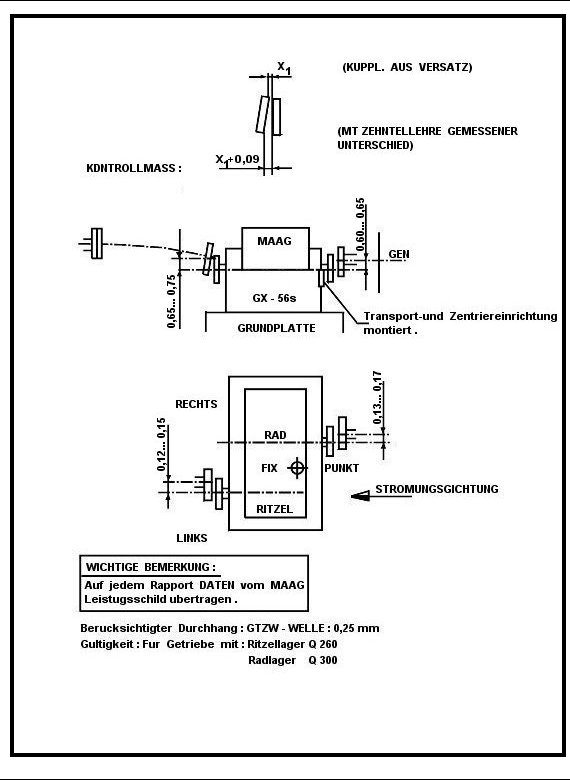 X1
(KUPPL. AUS VERSATZ)
(MT ZEHNTELLEHRE GEMESSENER
UNTERSCHIED)
X1+0,09
KDNTROLLMASS :
0,60... 0,65
MAAG
GEN
0,65... 0,75
GX - 56s
Transport-und Zentriereinrichtung
montiert .
GRUNDPLATTE
0,13... 0,17
RECHTS
0,12... 0,15
RAD
FIX
PUNKT
STROMUNGSGICHTUNG
RITZEL
LINKS
WICHTIGE BEMERKUNG :
Auf jedem Rapport DATEN vom MAAG
Leistugsschild ubertragen .
Berucksichtigter Durchhang : GTZW - WELLE : 0,25 mm
Gultigkeit : Fur Getriebe mit : Ritzellager Q 260
Radlager Q 300